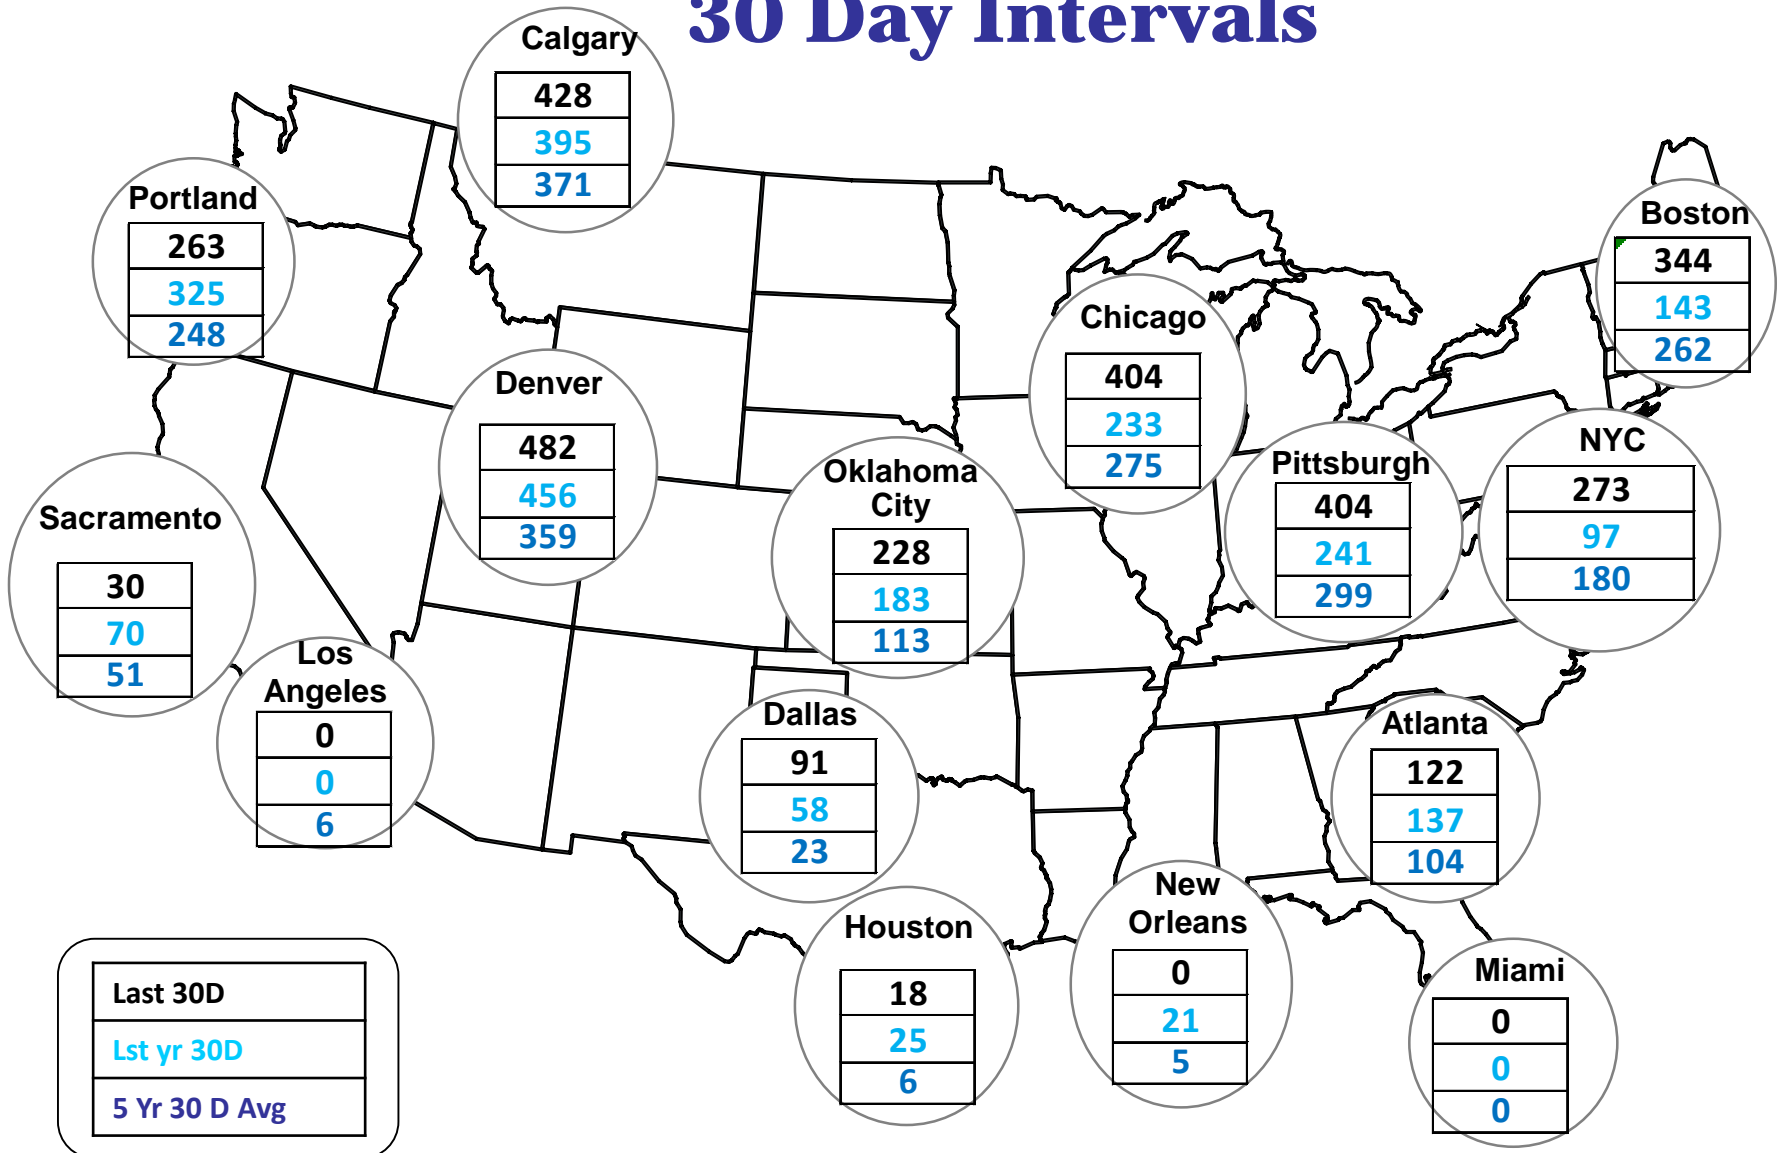 30 Day Intervals
Calgary
428
395
371
Portland
263
325
248
Boston
344
143
262
Chicago
404
233
275
Denver
482
456
359
NYC
273
97
180
Pittsburgh
404
241
299
Oklahoma
City
228
183
113
Sacramento
30
70
51
Los
Angeles
0
0
6
Dallas
91
58
23
Atlanta
122
137
104
New
Orleans
0
21
5
Houston
18
25
6
Miami
0
0
0
Last 30D
Lst yr 30D
5 Yr 30 D Avg